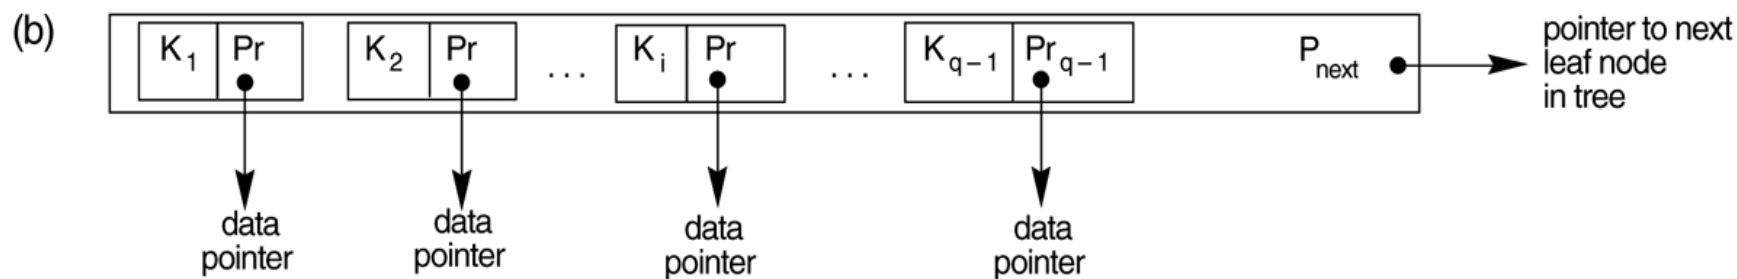 (b)
K1 Pr
K2 Pr
...
Ki Pr
...
Kq–1 Prq–1
Pnext
pointer to next
leaf node
in tree
data
pointer
data
pointer
data
pointer
data
pointer